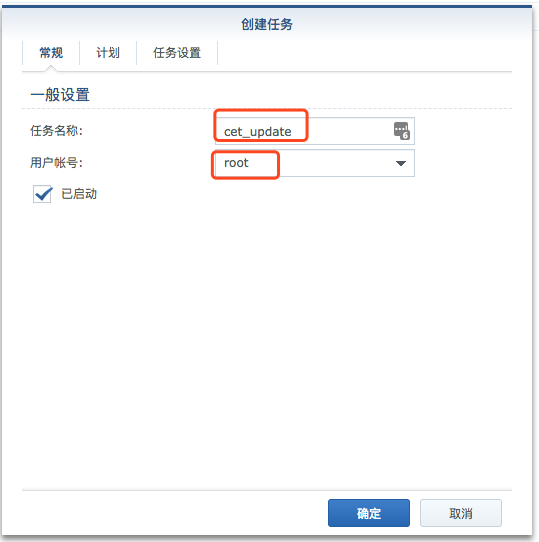 创建任务
常规 计划 任务设置
一般设置
任务名称: cet_update 6
用户帐号: root
已启动
确定 取消